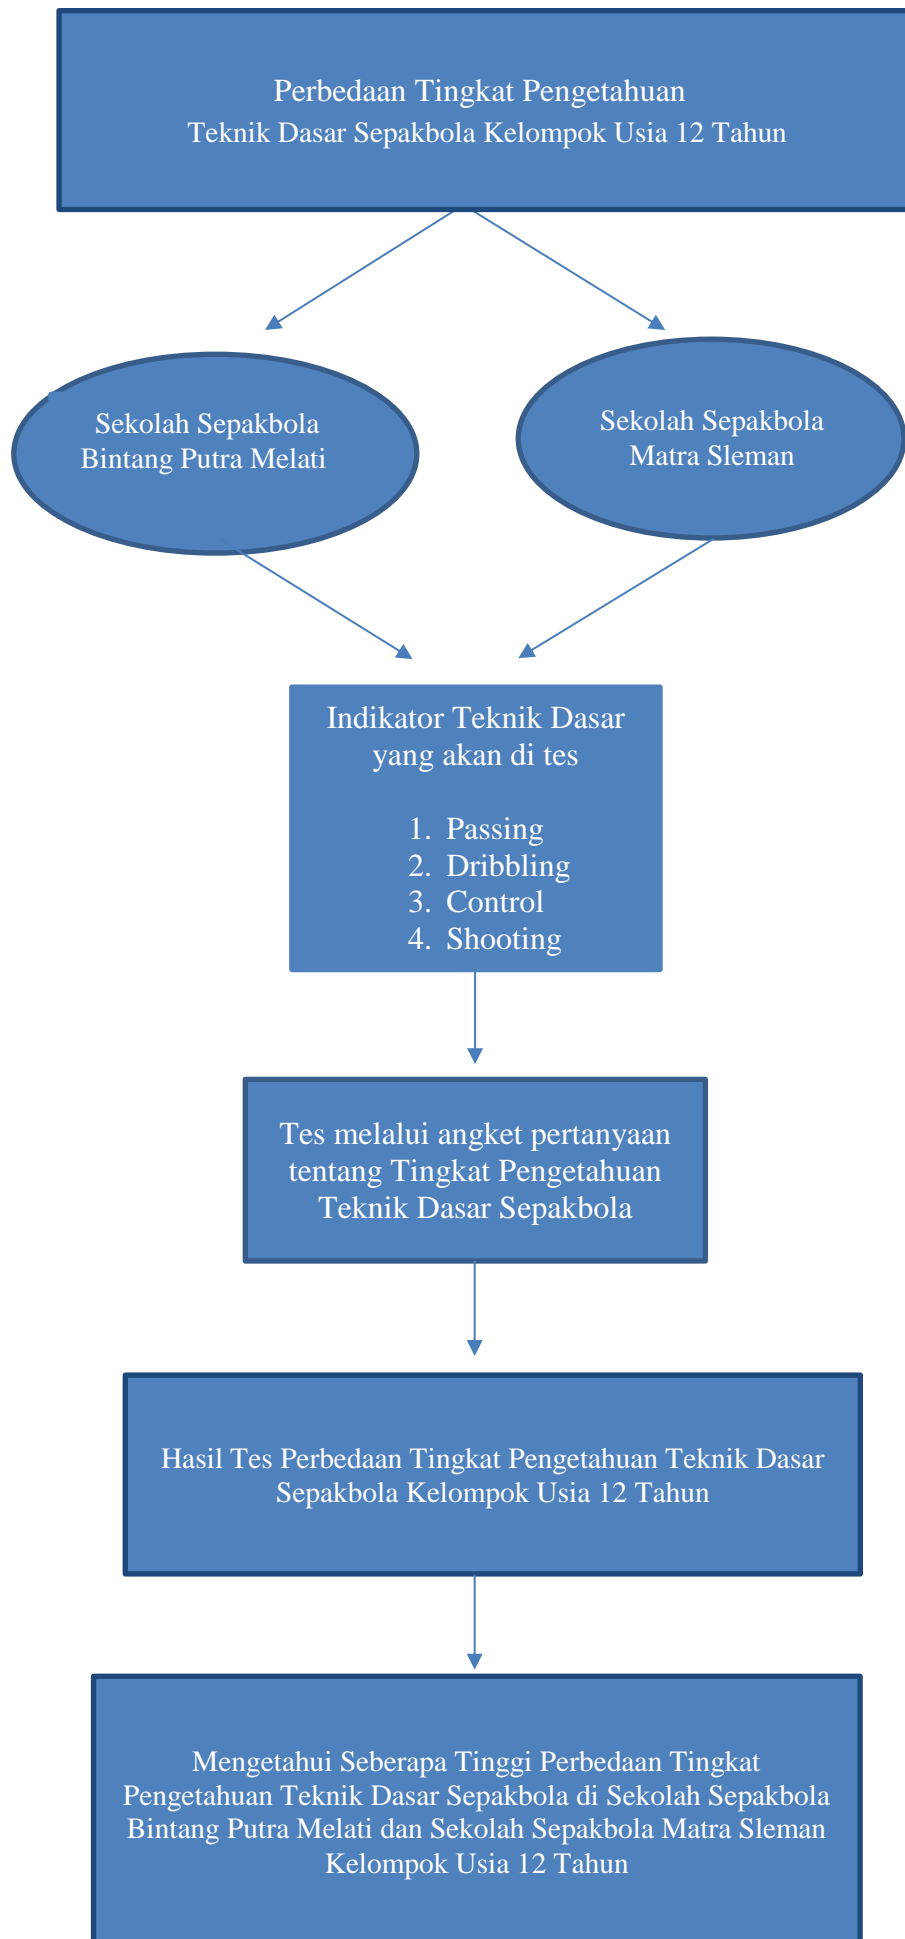 Perbedaan Tingkat Pengetahuan
Teknik Dasar Sepakbola Kelompok Usia 12 Tahun
Sekolah Sepakbola
Bintang Putra Melati
Sekolah Sepakbola
Matra Sleman
Indikator Teknik Dasar
yang akan di tes
1. Passing
2. Dribbling
3. Control
4. Shooting
Tes melalui angket pertanyaan
tentang Tingkat Pengetahuan
Teknik Dasar Sepakbola
Hasil Tes Perbedaan Tingkat Pengetahuan Teknik Dasar
Sepakbola Kelompok Usia 12 Tahun
Mengetahui Seberapa Tinggi Perbedaan Tingkat
Pengetahuan Teknik Dasar Sepakbola di Sekolah Sepakbola
Bintang Putra Melati dan Sekolah Sepakbola Matra Sleman
Kelompok Usia 12 Tahun